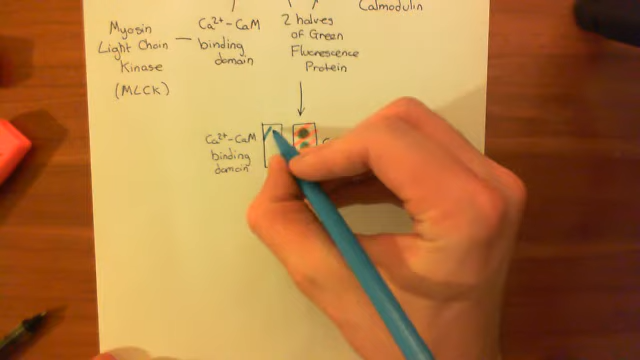 Calmodulin
Myosin
Light Chain
Kinase
(MLCK)
Ca²⁺-CaM
binding
domain
2 halves
of Green
Fluorescence
Protein
Ca²⁺-CaM
binding
domain